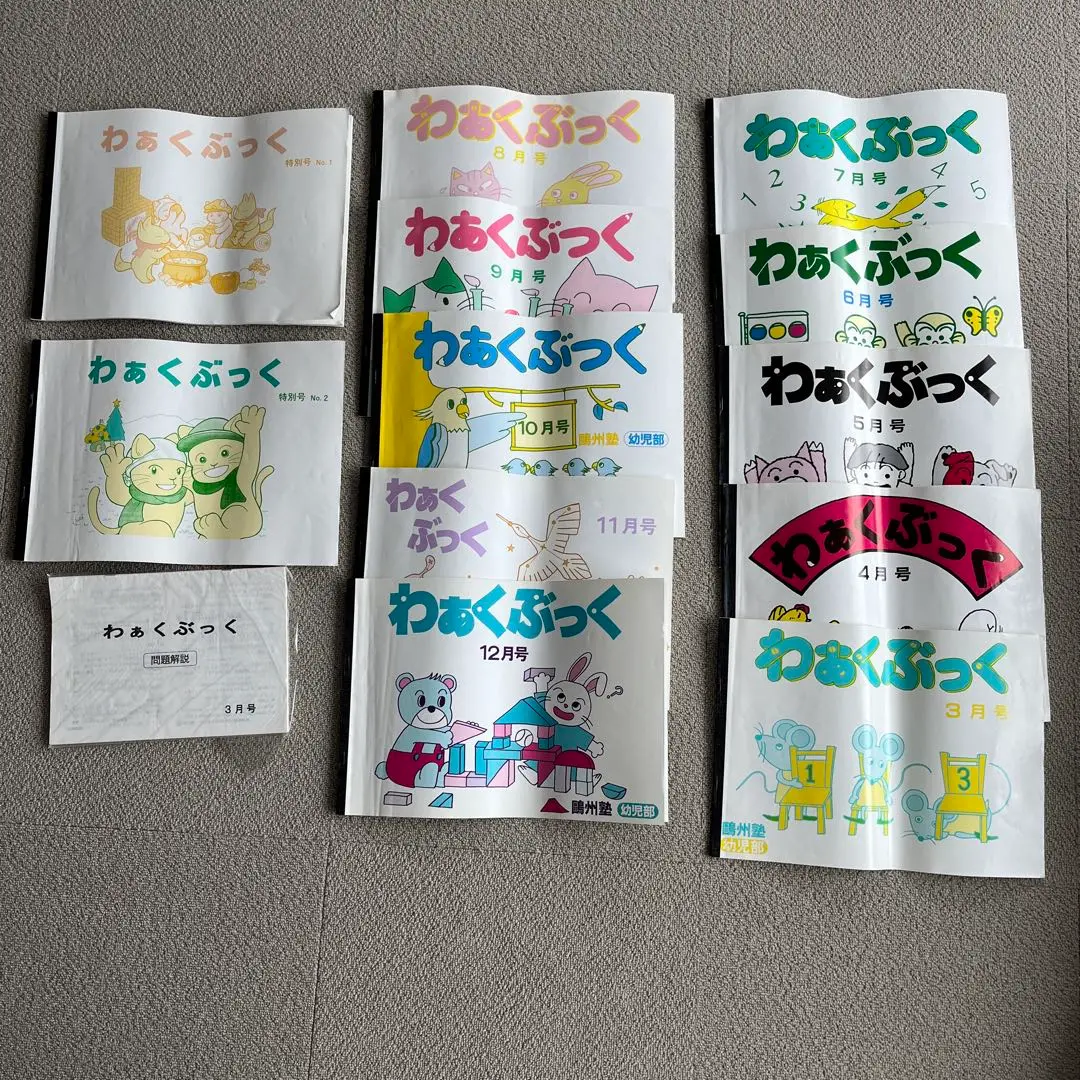 わぁくぶっく
特別号 No.1
わぁくぶっく
特別号 No.2
わぁくぶっく
問題解説
3月号
わぁくぶっく
8月号
わぁくぶっく
9月号
わぁくぶっく
10月号
鷗州塾 幼児部
わぁく
ぶっく
11月号
わぁくぶっく
12月号
鷗州塾 幼児部
わぁくぶっく
7月号
1 2 3 4 5
わぁくぶっく
6月号
わぁくぶっく
5月号
わぁくぶっく
4月号
わぁくぶっく
3月号
1 3
鷗州塾
幼児部